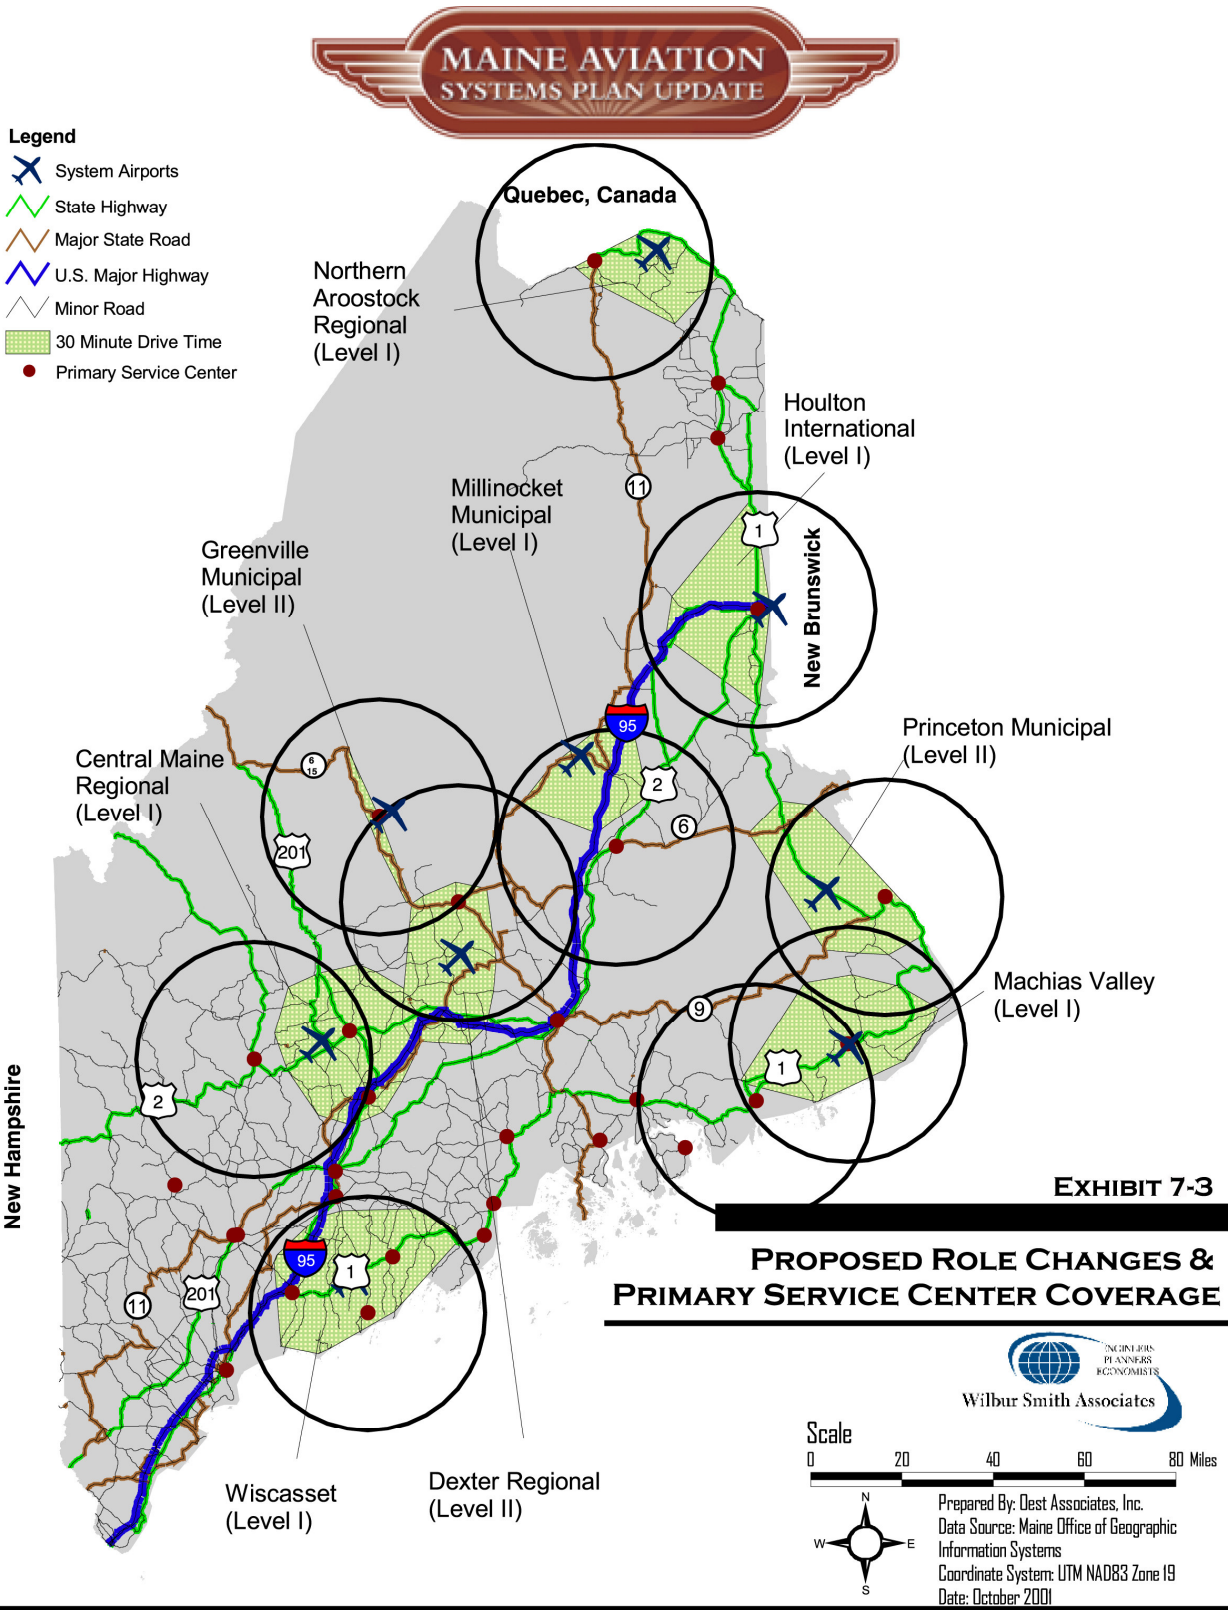 MAINE AVIATION
SYSTEMS PLAN UPDATE
Legend
System Airports
State Highway
Major State Road
U.S. Major Highway
Minor Road
30 Minute Drive Time
Primary Service Center
Quebec, Canada
Northern
Aroostock
Regional
(Level I)
Houlton
International
(Level I)
11
Millinocket
Municipal
(Level I)
1
New Brunswick
Greenville
Municipal
(Level II)
95
Princeton Municipal
(Level II)
Central Maine
Regional
(Level I)
6
15
2
6
201
Machias Valley
(Level I)
9
1
2
New Hampshire
EXHIBIT 7-3
PROPOSED ROLE CHANGES &
PRIMARY SERVICE CENTER COVERAGE
95
1
201
11
ENGINEERS
PLANNERS
ECONOMISTS
Wilbur Smith Associates
Scale
0 20 40 60 80 Miles
Wiscasset
(Level I)
Dexter Regional
(Level II)
N
W E
S
Prepared By: Dest Associates, Inc.
Data Source: Maine Office of Geographic
Information Systems
Coordinate System: UTM NAD83 Zone 19
Date: October 2001